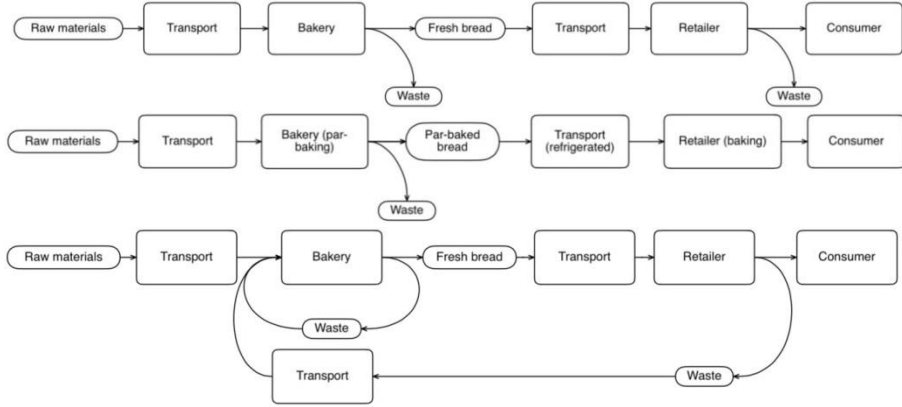 Raw materials
Transport
Bakery
Fresh bread
Transport
Retailer
Consumer
Waste
Waste
Raw materials
Transport
Bakery (par-
baking)
Par-baked
bread
Transport
(refrigerated)
Retailer (baking)
Consumer
Waste
Raw materials
Transport
Bakery
Fresh bread
Transport
Retailer
Consumer
Waste
Transport
Waste